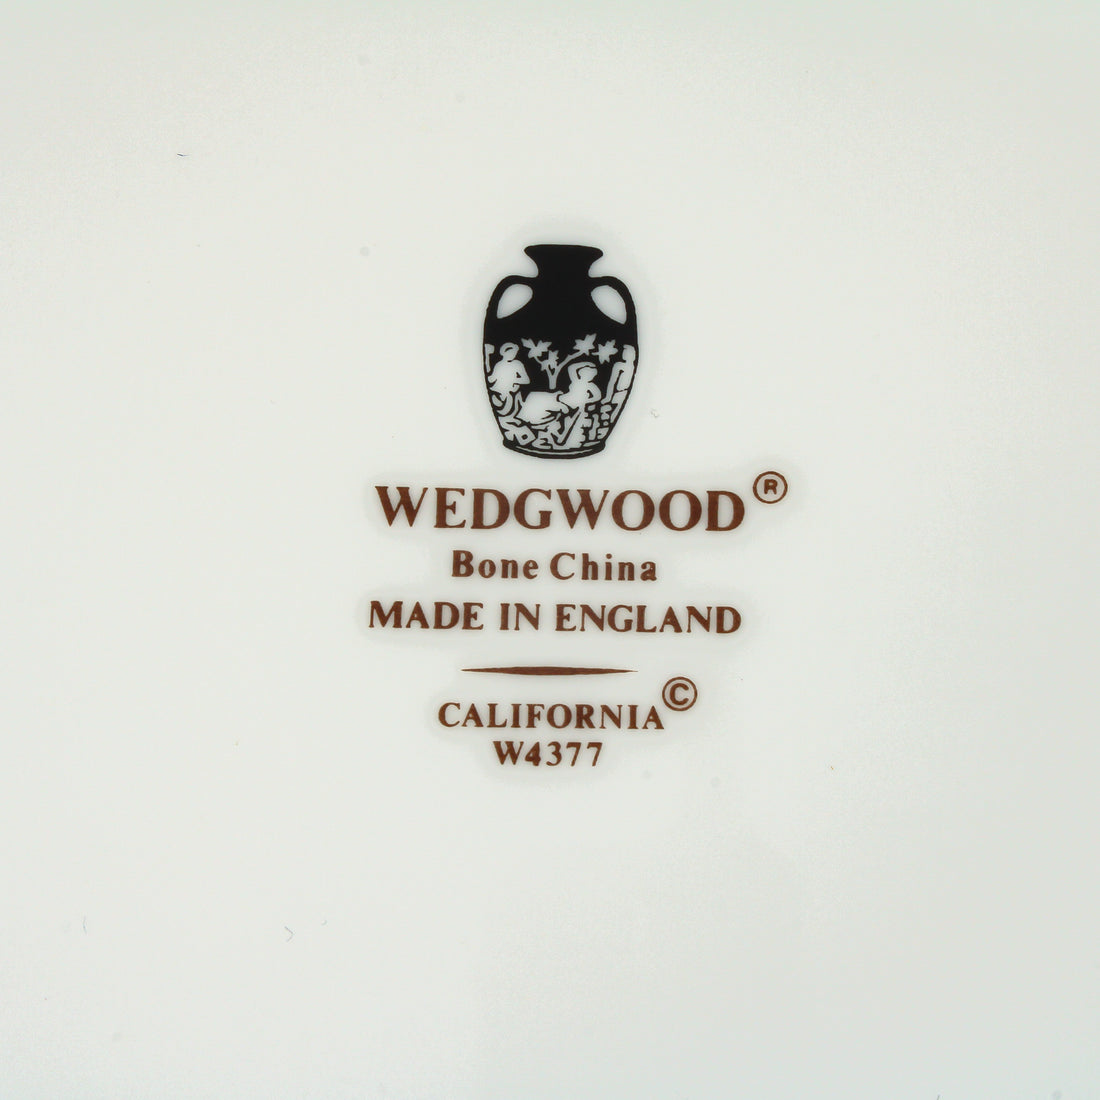 WEDGWOOD®
Bone China
MADE IN ENGLAND
CALIFORNIA©
W4377